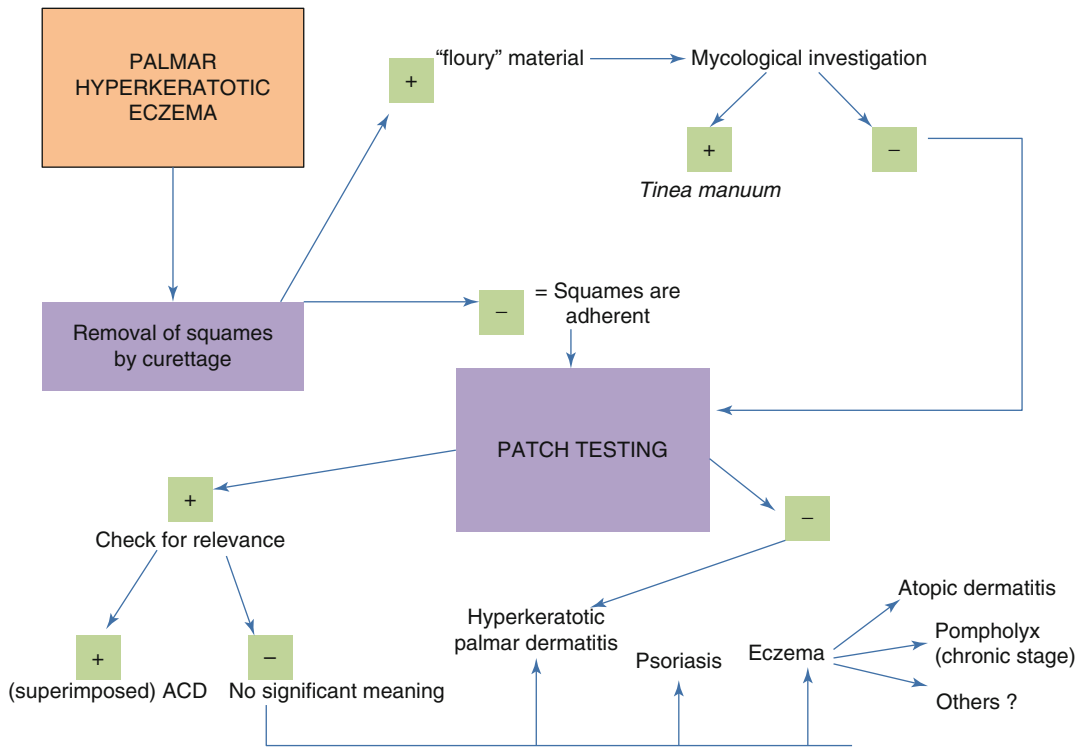 PALMAR
HYPERKERATOTIC
ECZEMA
+
“floury” material
Mycological investigation
+
−
Tinea manuum
Removal of squames
by curettage
−
= Squames are
adherent
PATCH TESTING
+
Check for relevance
−
+
(superimposed) ACD
−
No significant meaning
Hyperkeratotic
palmar dermatitis
Psoriasis
Eczema
Atopic dermatitis
Pompholyx
(chronic stage)
Others ?